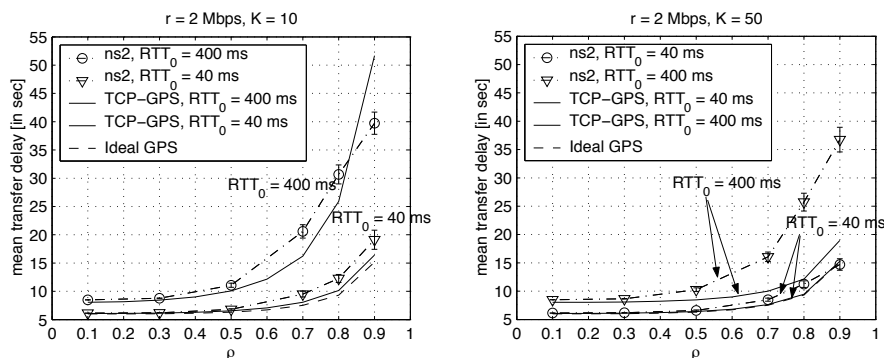 r = 2 Mbps, K = 10
mean transfer delay [in sec]
55
50
45
40
35
30
25
20
15
10
5
ns2, RTT0 = 400 ms
ns2, RTT0 = 40 ms
TCP−GPS, RTT0 = 400 ms
TCP−GPS, RTT0 = 40 ms
Ideal GPS
RTT0 = 400 ms
RTT0 = 40 ms
0 0.1 0.2 0.3 0.4 0.5 0.6 0.7 0.8 0.9 1
ρ
r = 2 Mbps, K = 50
mean transfer delay [in sec]
55
50
45
40
35
30
25
20
15
10
5
ns2, RTT0 = 40 ms
ns2, RTT0 = 400 ms
TCP−GPS, RTT0 = 40 ms
TCP−GPS, RTT0 = 400 ms
Ideal GPS
RTT0 = 400 ms
RTT0 = 40 ms
0 0.1 0.2 0.3 0.4 0.5 0.6 0.7 0.8 0.9 1
ρ